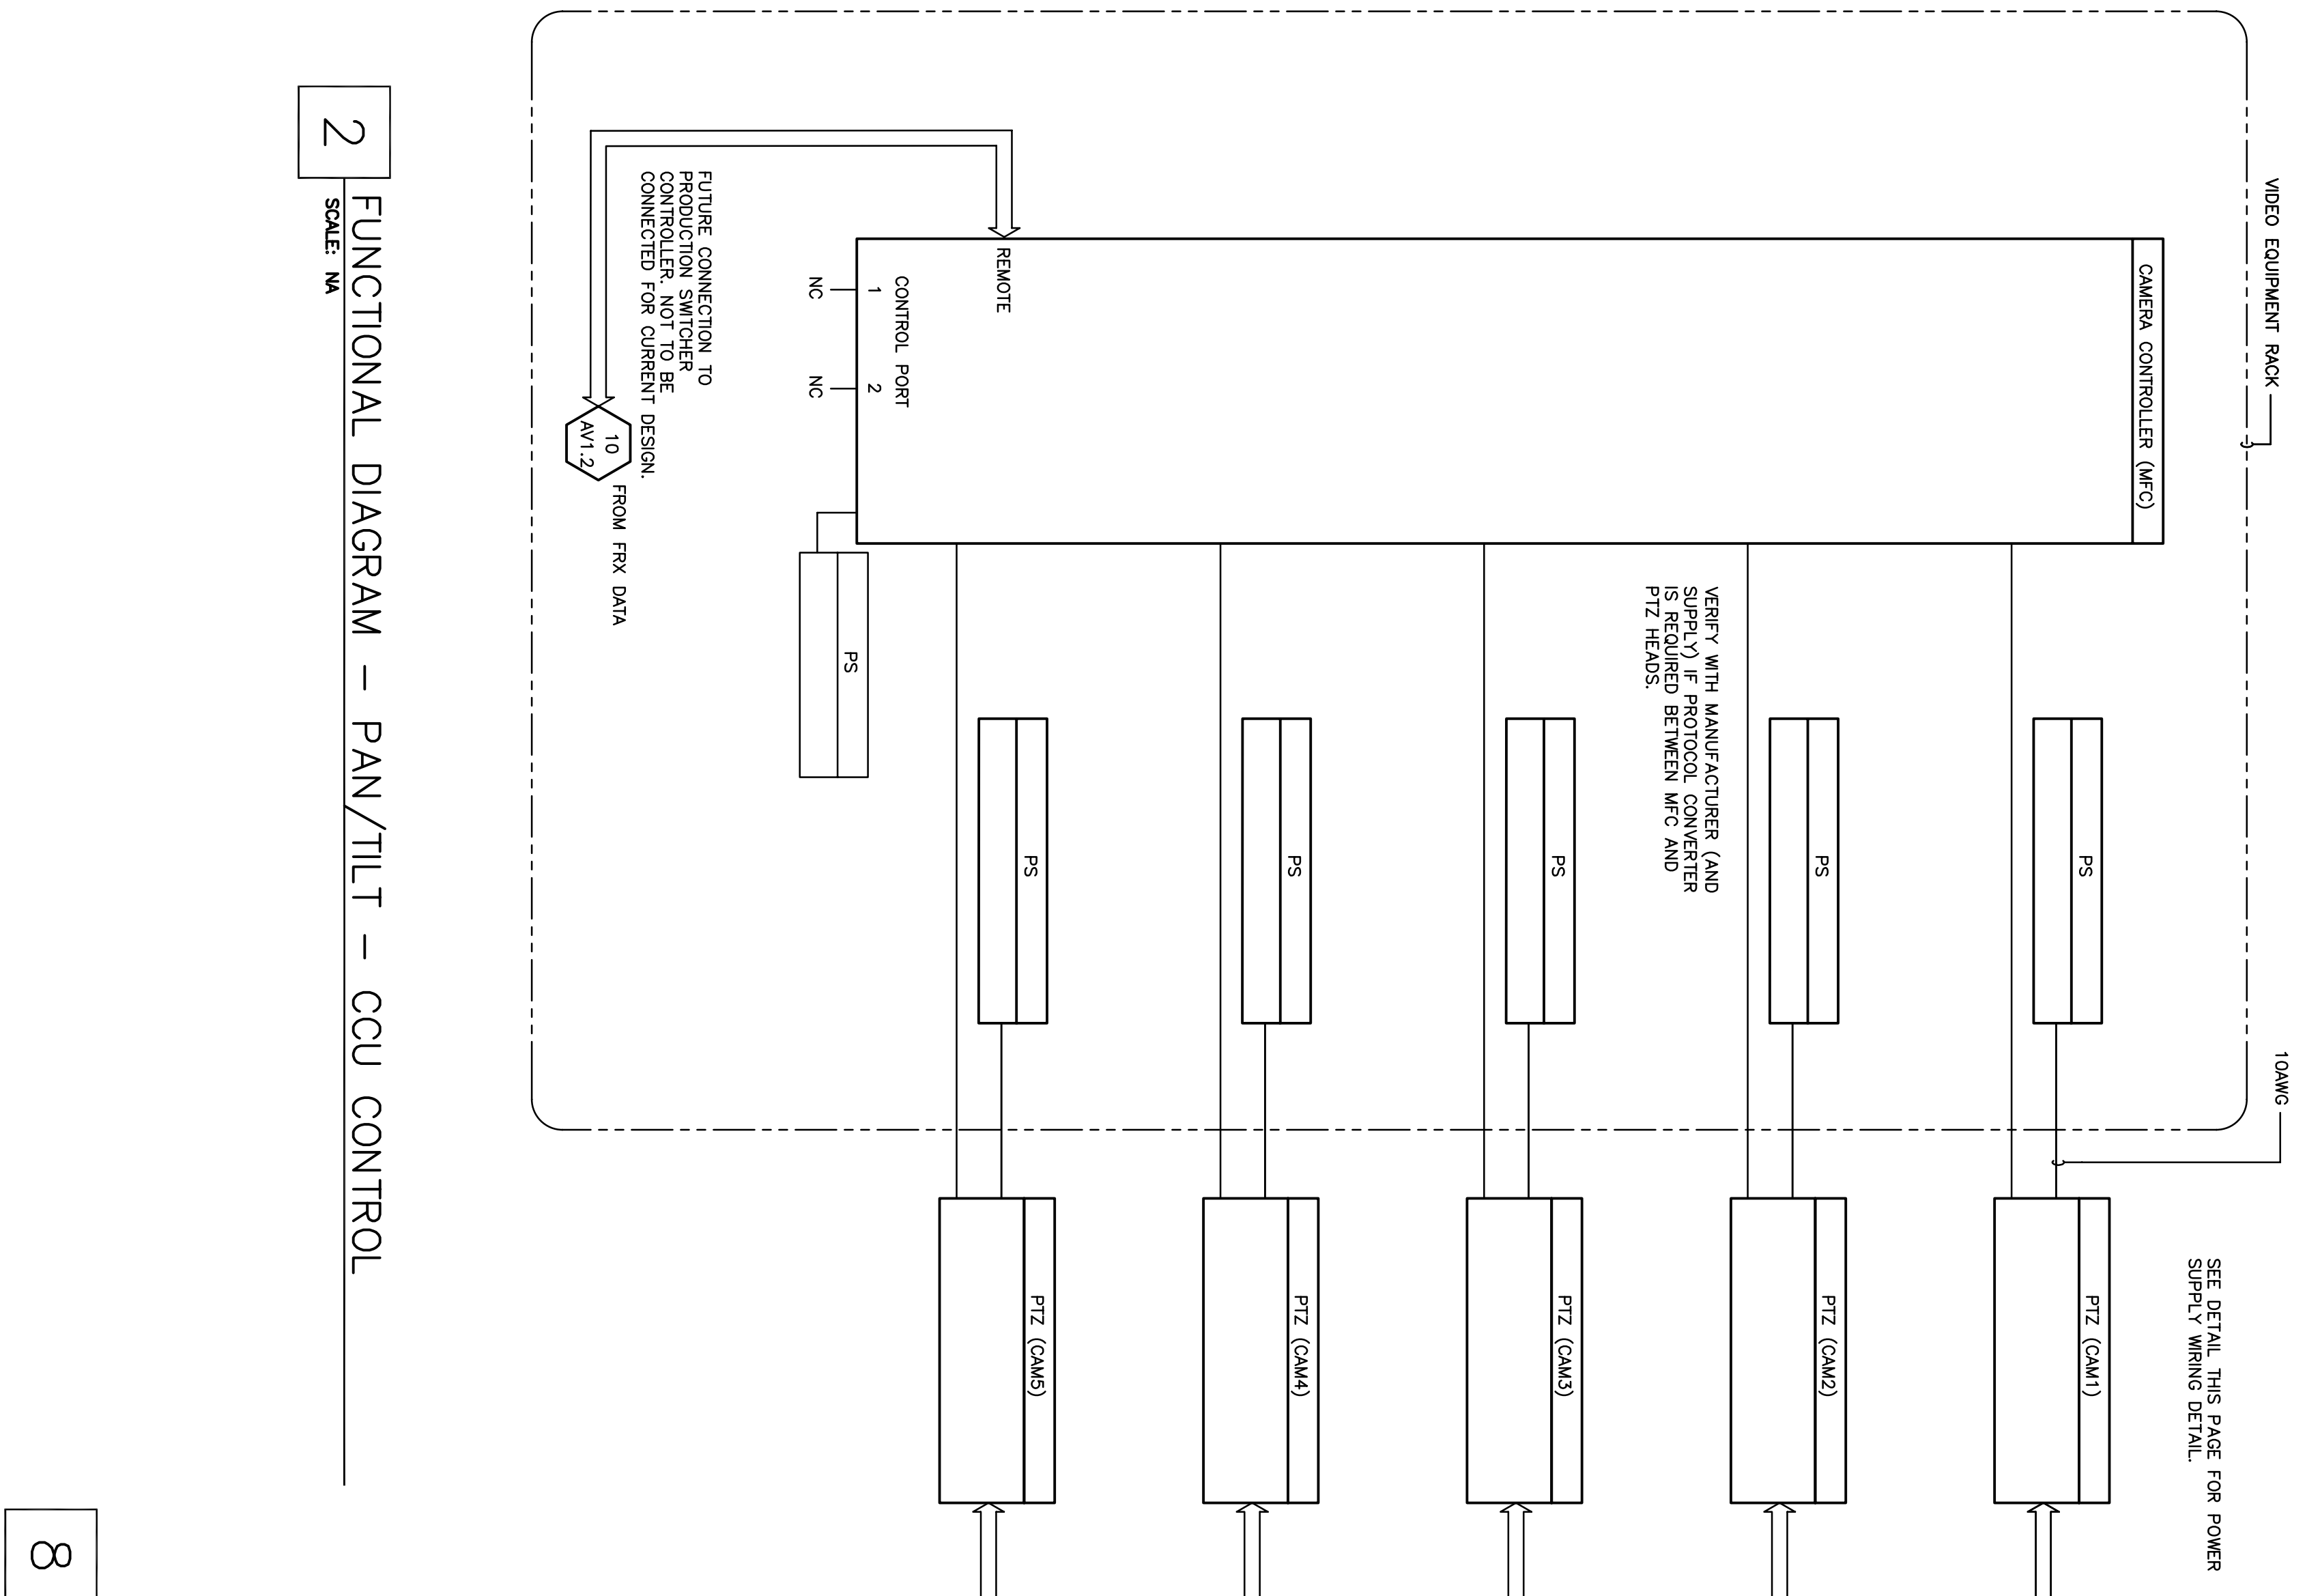 VIDEO EQUIPMENT RACK
10AWG
SEE DETAIL THIS PAGE FOR POWER
SUPPLY WIRING DETAIL.
CAMERA CONTROLLER (MFC)
PS
PTZ (CAM1)
PS
PTZ (CAM2)
VERIFY WITH MANUFACTURER (AND
SUPPLY) IF PROTOCOL CONVERTER
IS REQUIRED BETWEEN MFC AND
PTZ HEADS.
PS
PTZ (CAM3)
PS
PTZ (CAM4)
REMOTE
PS
PTZ (CAM5)
CONTROL PORT
1
2
NC
NC
PS
FUTURE CONNECTION TO
PRODUCTION SWITCHER
CONTROLLER. NOT TO BE
CONNECTED FOR CURRENT DESIGN.
10
AV1.2
FROM FRX DATA
2
FUNCTIONAL DIAGRAM - PAN/TILT - CCU CONTROL
SCALE: NA
8